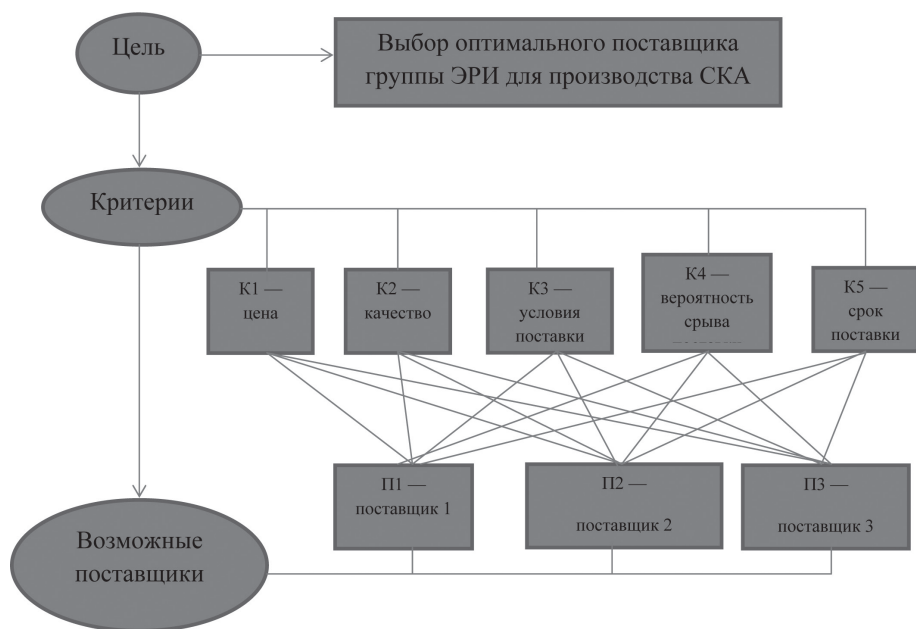 Цель
Выбор оптимального поставщика
группы ЭРИ для производства СКА
Критерии
К1 —
цена
К2 —
качество
К3 —
условия
поставки
К4 —
вероятность
срыва
К5 —
срок
поставки
П1 —
поставщик 1
П2 —
поставщик 2
П3 —
поставщик 3
Возможные
поставщики